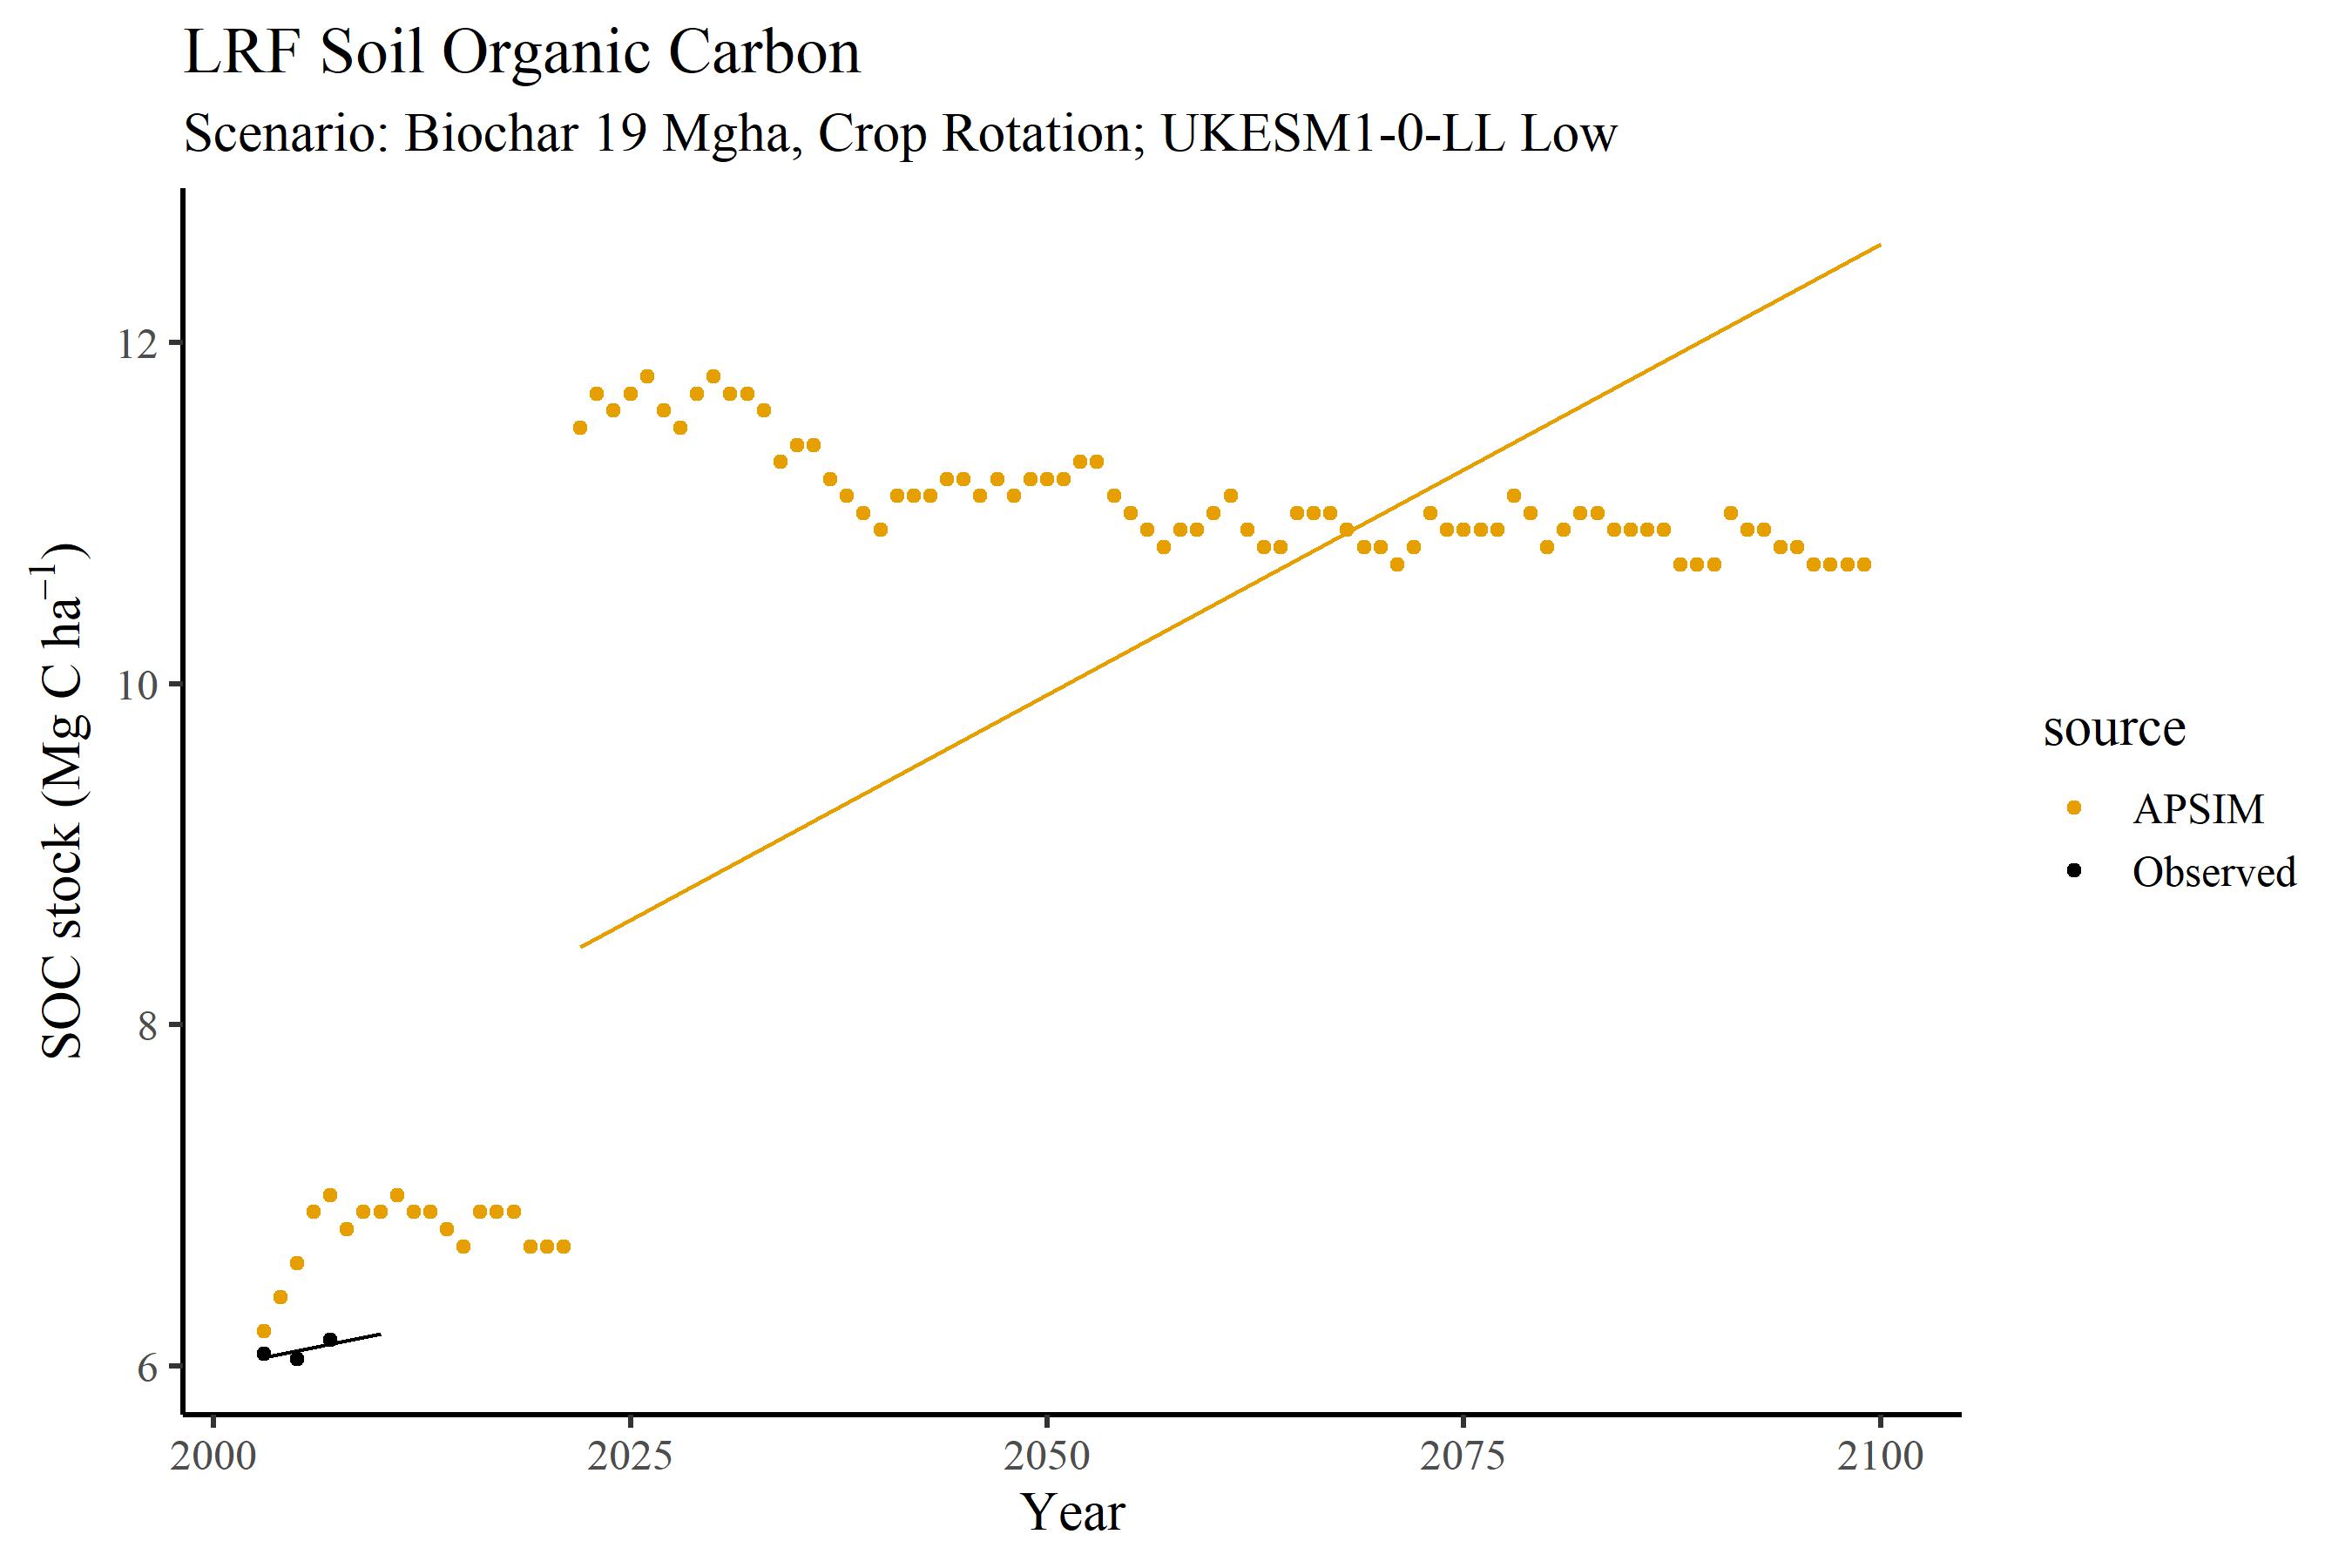 LRF Soil Organic Carbon
Scenario: Biochar 19 Mgha, Crop Rotation; UKESM1-0-LL Low
SOC stock (Mg C ha⁻¹)
12
10
8
6
2000
2025
2050
2075
2100
Year
source
APSIM
Observed